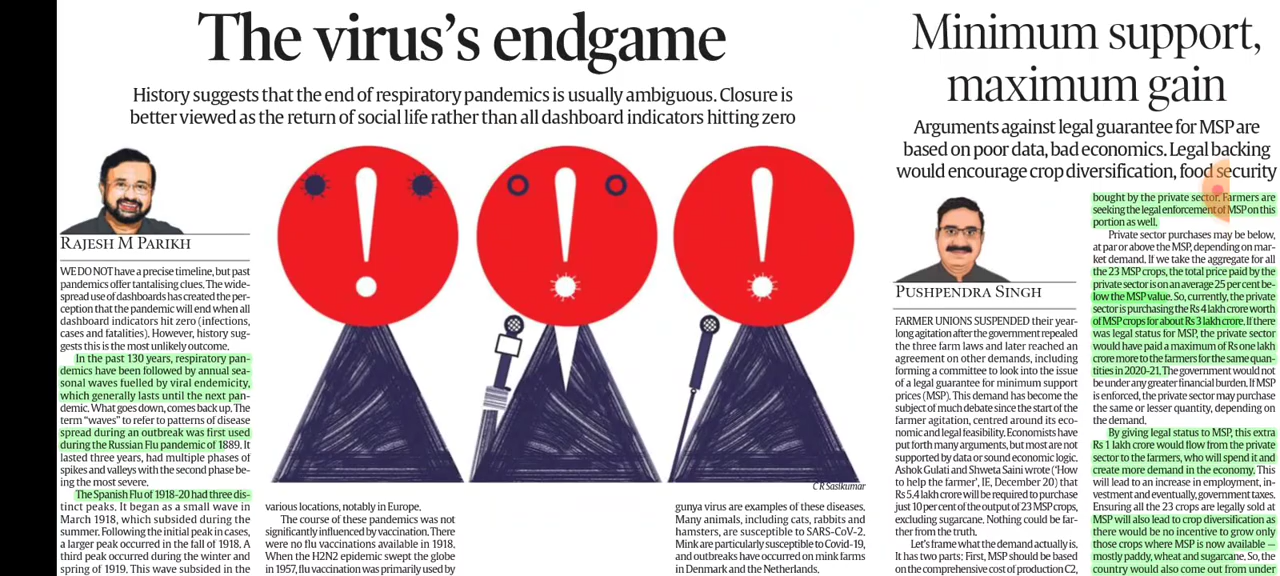 The virus's endgame
History suggests that the end of respiratory pandemics is usually ambiguous. Closure is
better viewed as the return of social life rather than all dashboard indicators hitting zero
RAJESH M PARIKH
WE DO NOT have a precise timeline, but past
pandemics offer tantalising clues. The wide-
spread use of dashboards has created the per-
ception that the pandemic will end when all
dashboard indicators hit zero (infections,
cases and fatalities). However, history sug-
gests this is the most unlikely outcome.
In the past 130 years, respiratory pan-
demics have been followed by annual sea-
sonal waves fuelled by viral endemicity,
which generally lasts until the next pan-
demic. What goes down, comes back up. The
term "waves" to refer to patterns of disease
spread during an outbreak was first used
during the Russian Flu pandemic of 1889. It
lasted three years, had multiple phases of
spikes and valleys with the second phase be-
ing the most severe.
The Spanish Flu of 1918-20 had three dis-
tinct peaks. It began as a small wave in
March 1918, which subsided during the
summer. Following the initial peak in cases,
a larger peak occurred in the fall of 1918. A
third peak occurred during the winter and
spring of 1919. This wave subsided in the
C R Sasikumar
various locations, notably in Europe.
The course of these pandemics was not
significantly influenced by vaccination. There
were no flu vaccinations available in 1918.
When the H2N2 epidemic swept the globe
in 1957, flu vaccination was primarily used by
gunya virus are examples of these diseases.
Many animals, including cats, rabbits and
hamsters, are susceptible to SARS-CoV-2.
Mink are particularly susceptible to Covid-19,
and outbreaks have occurred on mink farms
in Denmark and the Netherlands.
Minimum support,
maximum gain
Arguments against legal guarantee for MSP are
based on poor data, bad economics. Legal backing
would encourage crop diversification, food security
PUSHPENDRA SINGH
FARMER UNIONS SUSPENDED their year-
long agitation after the government repealed
the three farm laws and later reached an
agreement on other demands, including
forming a committee to look into the issue
of a legal guarantee for minimum support
prices (MSP). This demand has become the
subject of much debate since the start of the
farmer agitation, centred around its eco-
nomic and legal feasibility. Economists have
put forth many arguments, but most are not
supported by data or sound economic logic.
Ashok Gulati and Shweta Saini wrote ('How
to help the farmer', IE, December 20) that
Rs 5.4 lakh crore will be required to purchase
just 10 per cent of the output of 23 MSP crops,
excluding sugarcane. Nothing could be far-
ther from the truth.
Let's frame what the demand actually is.
It has two parts: First, MSP should be based
on the comprehensive cost of production C2,
bought by the private sector. Farmers are
seeking the legal enforcement of MSP on this
portion as well.
Private sector purchases may be below,
at par or above the MSP, depending on mar-
ket demand. If we take the aggregate for all
the 23 MSP crops, the total price paid by the
private sector is on an average 25 per cent be-
low the MSP value. So, currently, the private
sector is purchasing the Rs 4 lakh crore worth
of MSP crops for about Rs 3 lakh crore. If there
was legal status for MSP, the private sector
would have paid a maximum of Rs one lakh
crore more to the farmers for the same quan-
tities in 2020-21. The government would not
be under any greater financial burden. If MSP
is enforced, the private sector may purchase
the same or lesser quantity, depending on
the demand.
By giving legal status to MSP, this extra
Rs 1 lakh crore would flow from the private
sector to the farmers, who will spend it and
create more demand in the economy. This
will lead to an increase in employment, in-
vestment and eventually, government taxes.
Ensuring all the 23 crops are legally sold at
MSP will also lead to crop diversification as
there would be no incentive to grow only
those crops where MSP is now available —
mostly paddy, wheat and sugarcane. So, the
country would also come out from under